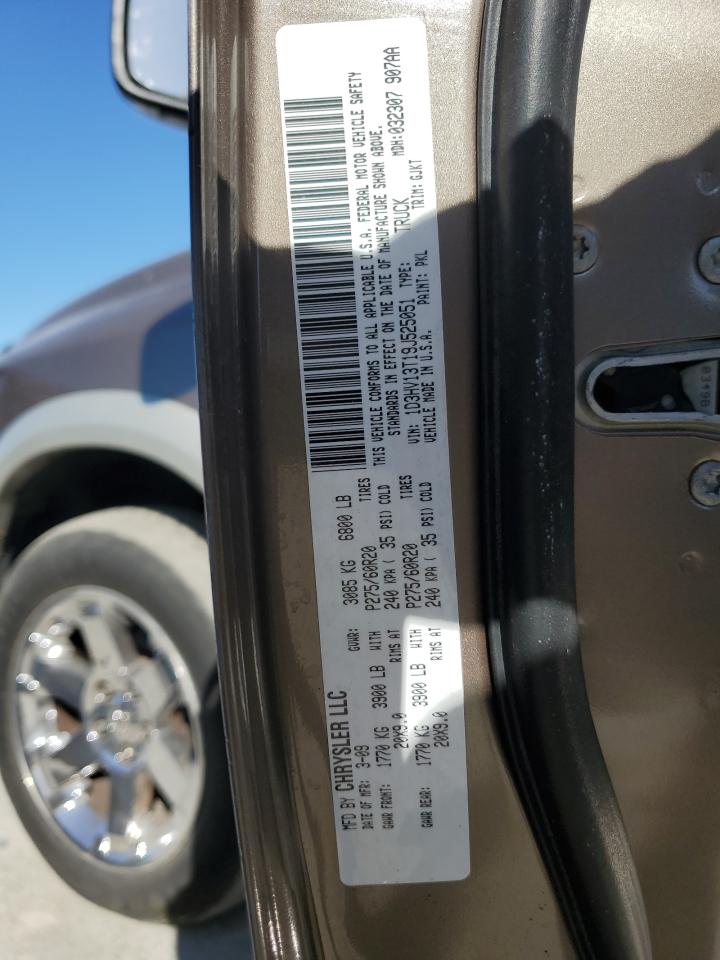 MFD BY CHRYSLER LLC
DATE OF MFR: 3-09 GVWR: 3085 KG 6800 LB
GAWR FRONT: 1770 KG 3900 LB WITH P275/60R20 TIRES
20X9.0 RIMS AT 240 KPA ( 35 PSI) COLD
GAWR REAR: 1770 KG 3900 LB WITH P275/60R20 TIRES
20X9.0 RIMS AT 240 KPA ( 35 PSI) COLD
THIS VEHICLE CONFORMS TO ALL APPLICABLE U.S.A. FEDERAL MOTOR VEHICLE SAFETY
STANDARDS IN EFFECT ON THE DATE OF MANUFACTURE SHOWN ABOVE.
VIN: 1D3HV13T19J525051 TYPE: TRUCK MDH:032307 907AA
VEHICLE MADE IN U.S.A. PAINT: PKL TRIM: GJKT